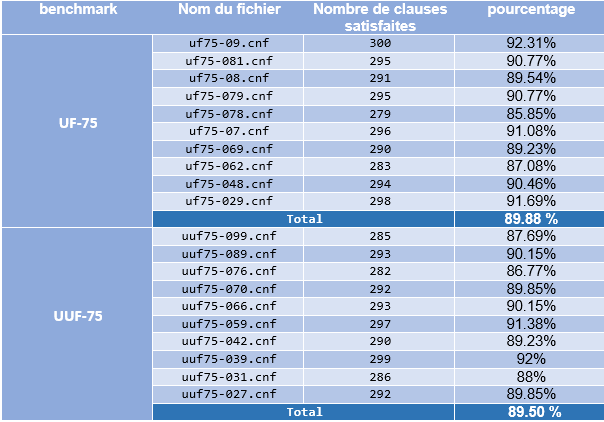 benchmark Nom du fichier Nombre de clauses satisfaites pourcentage
UF-75
uf75-09.cnf 300 92.31%
uf75-081.cnf 295 90.77%
uf75-08.cnf 291 89.54%
uf75-079.cnf 295 90.77%
uf75-078.cnf 279 85.85%
uf75-07.cnf 296 91.08%
uf75-069.cnf 290 89.23%
uf75-062.cnf 283 87.08%
uf75-048.cnf 294 90.46%
uf75-029.cnf 298 91.69%
Total 89.88 %
UUF-75
uuf75-099.cnf 285 87.69%
uuf75-089.cnf 293 90.15%
uuf75-076.cnf 282 86.77%
uuf75-070.cnf 292 89.85%
uuf75-066.cnf 293 90.15%
uuf75-059.cnf 297 91.38%
uuf75-042.cnf 290 89.23%
uuf75-039.cnf 299 92%
uuf75-031.cnf 286 88%
uuf75-027.cnf 292 89.85%
Total 89.50 %